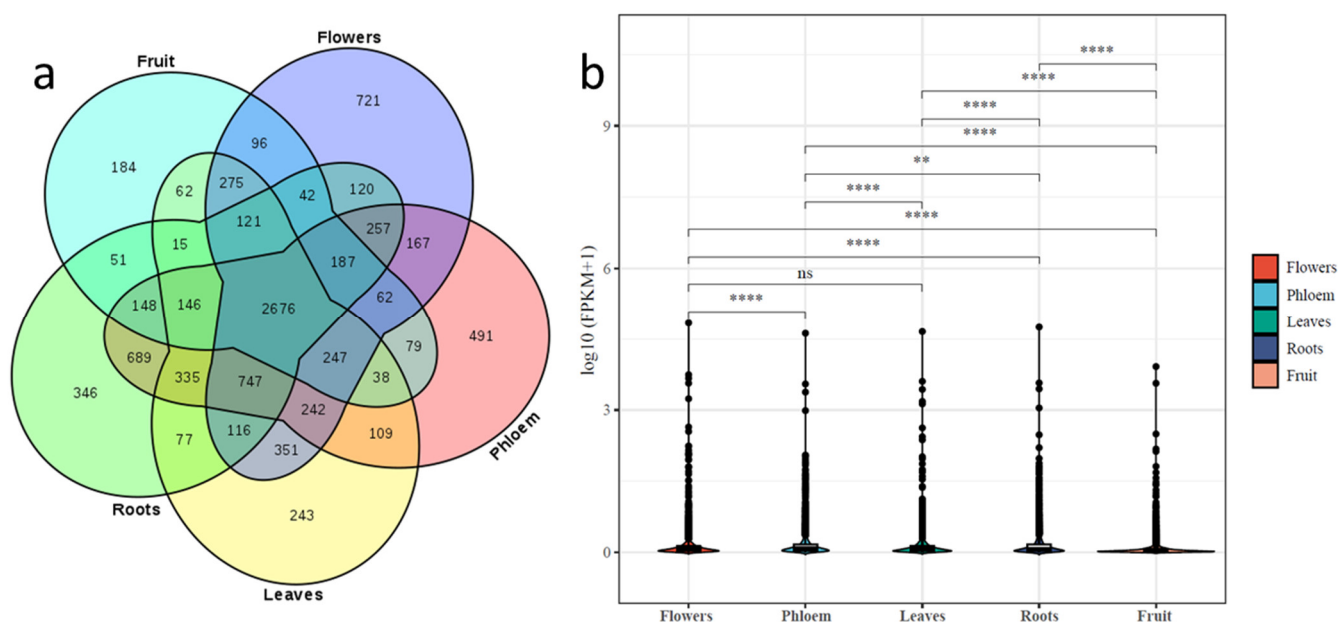 a
Flowers
Fruit
721
96
184
62
275
42
120
121
257
167
15
187
51
148
146
2676
62
491
79
689
335
747
247
38
346
242
77
116
351
109
Phloem
Roots
243
Leaves
b
****
****
****
****
**
****
****
****
ns
****
log10 (FPKM+1)
9
6
3
0
Flowers
Phloem
Leaves
Roots
Fruit
Flowers
Phloem
Leaves
Roots
Fruit